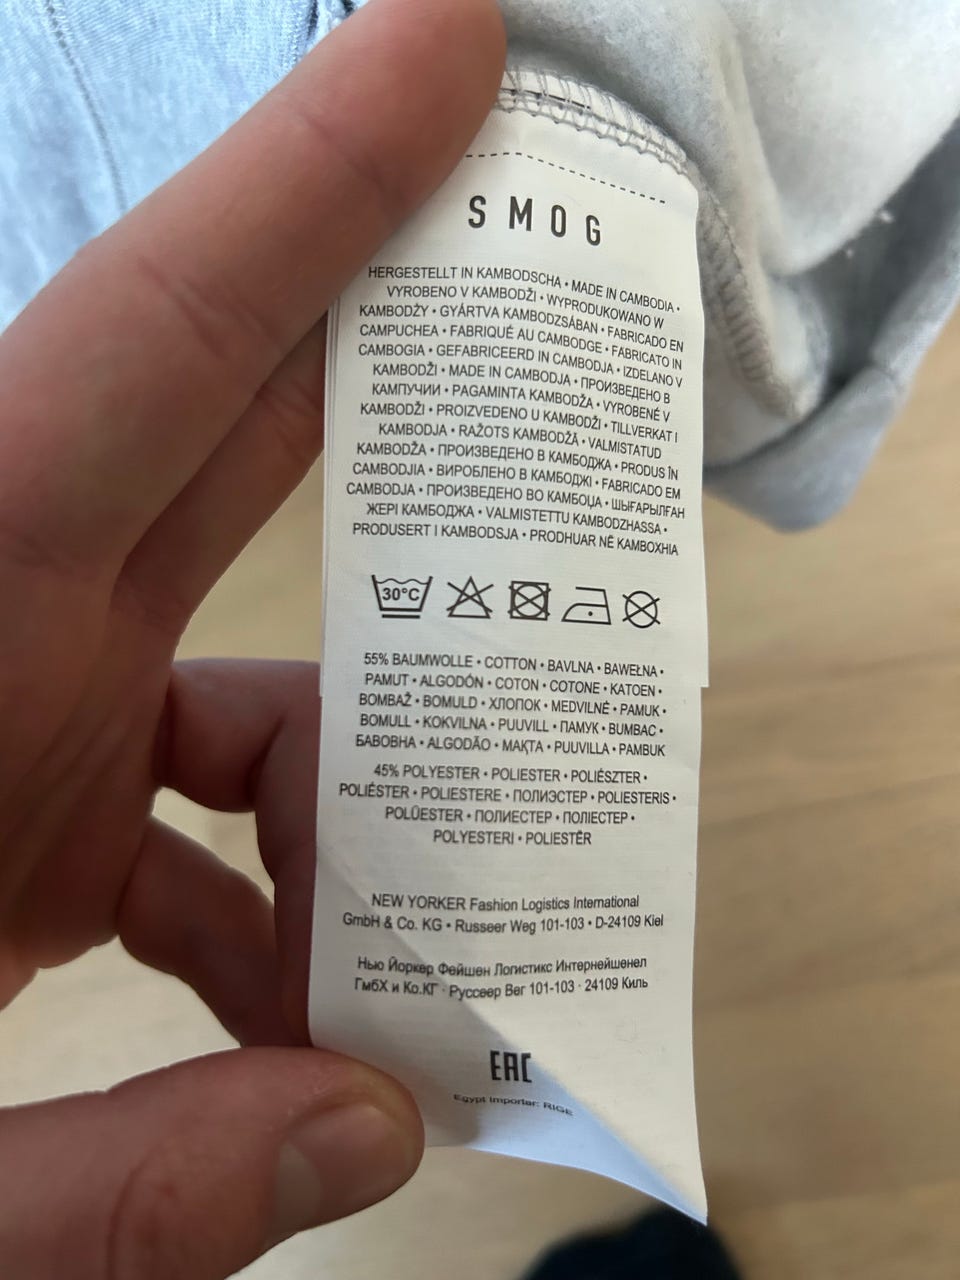 SMOG
HERGESTELLT IN KAMBODSCHA • MADE IN CAMBODIA •
VYROBENO V KAMBODŽI • WYPRODUKOWANO W
KAMBODŻY • GYÁRTVA KAMBODZSÁBAN • FABRICADO EN
CAMPUCHEA • FABRIQUÉ AU CAMBODGE • FABRICATO IN
CAMBOGIA • GEFABRICEERD IN CAMBODJA • IZDELANO V
KAMBODŽI • MADE IN CAMBODJA • ПРОИЗВЕДЕНО В
КАМПУЧИИ • PAGAMINTA KAMBODŽA • VYROBENÉ V
KAMBODŽI • PROIZVEDENO U KAMBODŽI • TILLVERKAT I
KAMBODJA • RAŽOTS KAMBODŽĀ • VALMISTATUD
KAMBODŽA • ПРОИЗВЕДЕНО В КАМБОДЖА • PRODUS ÎN
CAMBODJIA • ВИРОБЛЕНО В КАМБОДЖІ • FABRICADO EM
CAMBODJA • ПРОИЗВЕДЕНО ВО КАМБОЏА • ШЫҒАРЫЛҒАН
ЖЕРІ КАМБОДЖА • VALMISTETTU KAMBODZHASSA •
PRODUSERT I KAMBODSJA • PRODHUAR NË KAMBOXHIA
30°C
55% BAUMWOLLE • COTTON • BAVLNA • BAWEŁNA •
PAMUT • ALGODÓN • COTON • COTONE • KATOEN •
BOMBAŽ • BOMULD • ХЛОПОК • MEDVILNĖ • PAMUK •
BOMULL • KOKVILNA • PUUVILL • ПАМУК • BUMBAC •
БАВОВНА • ALGODÃO • МАҚТА • PUUVILLA • PAMBUK
45% POLYESTER • POLIESTER • POLIÉSZTER •
POLIÉSTER • POLIESTERE • ПОЛИЭСТЕР • POLIESTERIS •
POLÜESTER • ПОЛИЕСТЕР • ПОЛІЕСТЕР •
POLYESTERI • POLIESTËR
NEW YORKER Fashion Logistics International
GmbH & Co. KG • Russeer Weg 101-103 • D-24109 Kiel
Нью Йоркер Фейшен Логистикс Интернейшенел
ГмбХ и Ко.КГ · Руссеер Вег 101-103 · 24109 Киль
EAC
Egypt Importer: RIGE